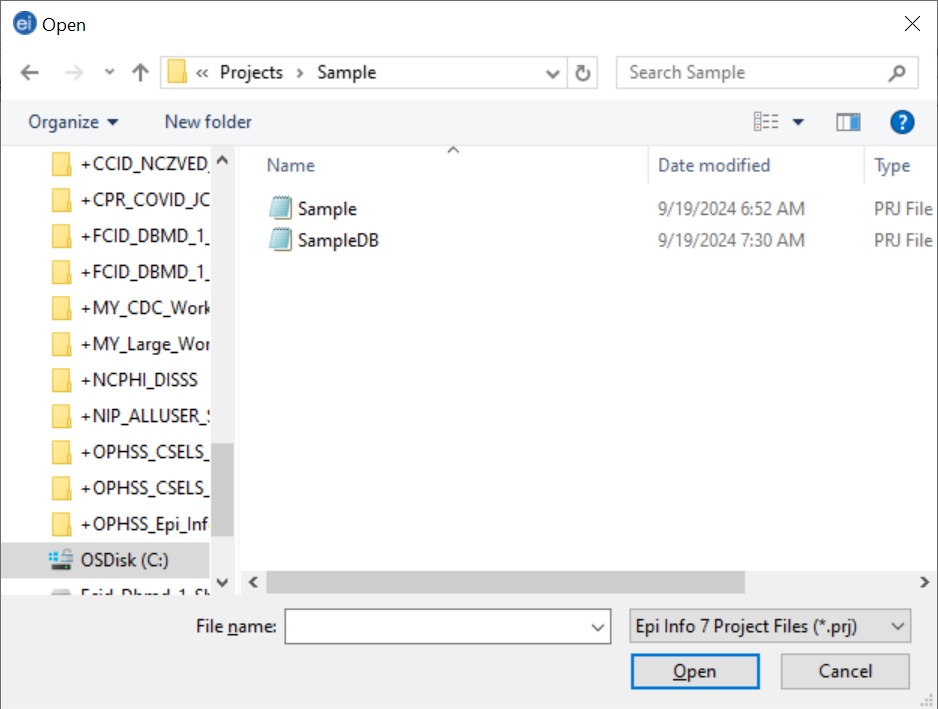 ei Open
« Projects › Sample
Search Sample
Organize
New folder
?
+CCID_NCZVED_
+CPR_COVID_JC
+FCID_DBMD_1_
+FCID_DBMD_1_
+MY_CDC_Work
+MY_Large_Wor
+NCPHI_DISSS
+NIP_ALLUSER_S
+OPHSS_CSELS_
+OPHSS_CSELS_
+OPHSS_Epi_Inf
OSDisk (C:)
Name Date modified Type
Sample 9/19/2024 6:52 AM PRJ File
SampleDB 9/19/2024 7:30 AM PRJ File
File name:
Epi Info 7 Project Files (*.prj)
Open
Cancel